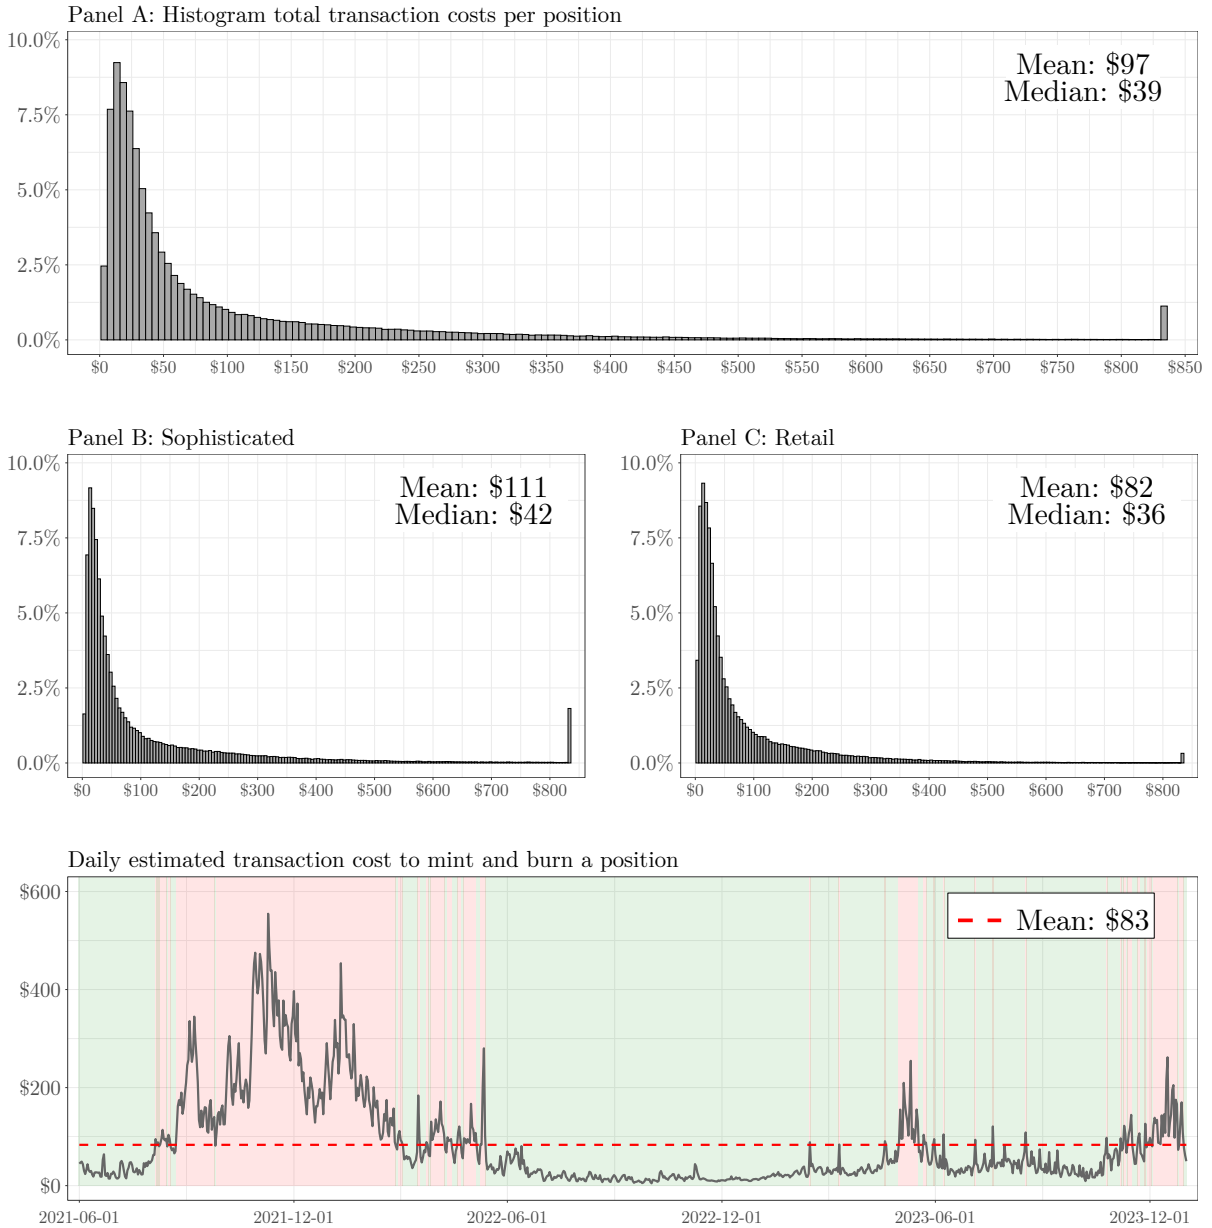 Panel A: Histogram total transaction costs per position
10.0%
7.5%
5.0%
2.5%
0.0%
Mean: $97
Median: $39
$0 $50 $100 $150 $200 $250 $300 $350 $400 $450 $500 $550 $600 $650 $700 $750 $800 $850
Panel B: Sophisticated
10.0%
7.5%
5.0%
2.5%
0.0%
Mean: $111
Median: $42
$0 $100 $200 $300 $400 $500 $600 $700 $800
Panel C: Retail
10.0%
7.5%
5.0%
2.5%
0.0%
Mean: $82
Median: $36
$0 $100 $200 $300 $400 $500 $600 $700 $800
Daily estimated transaction cost to mint and burn a position
$600
$400
$200
$0
Mean: $83
2021-06-01 2021-12-01 2022-06-01 2022-12-01 2023-06-01 2023-12-01